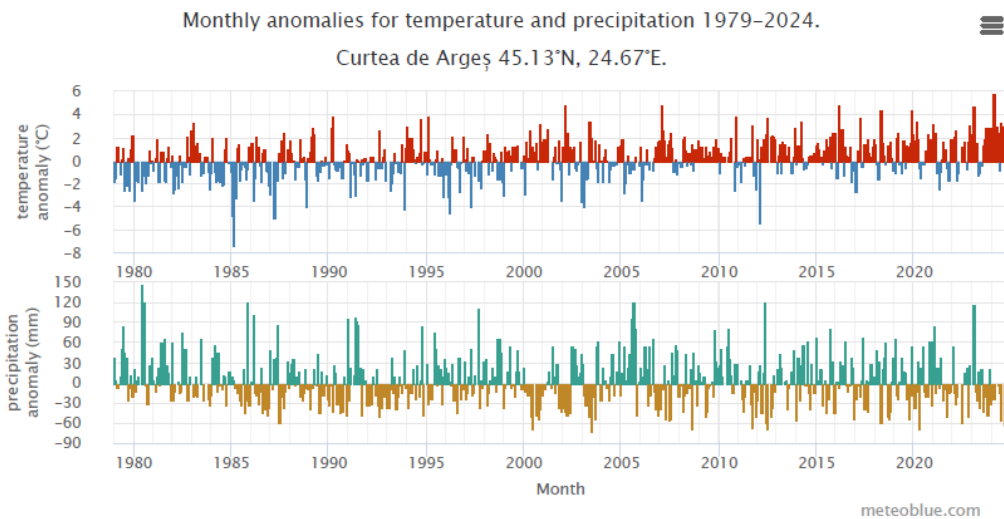 Monthly anomalies for temperature and precipitation 1979–2024.
Curtea de Argeș 45.13°N, 24.67°E.
temperature
anomaly (°C)
6
4
2
0
−2
−4
−6
−8
1980 1985 1990 1995 2000 2005 2010 2015 2020
precipitation
anomaly (mm)
150
120
90
60
30
0
−30
−60
−90
1980 1985 1990 1995 2000 2005 2010 2015 2020
Month
meteoblue.com